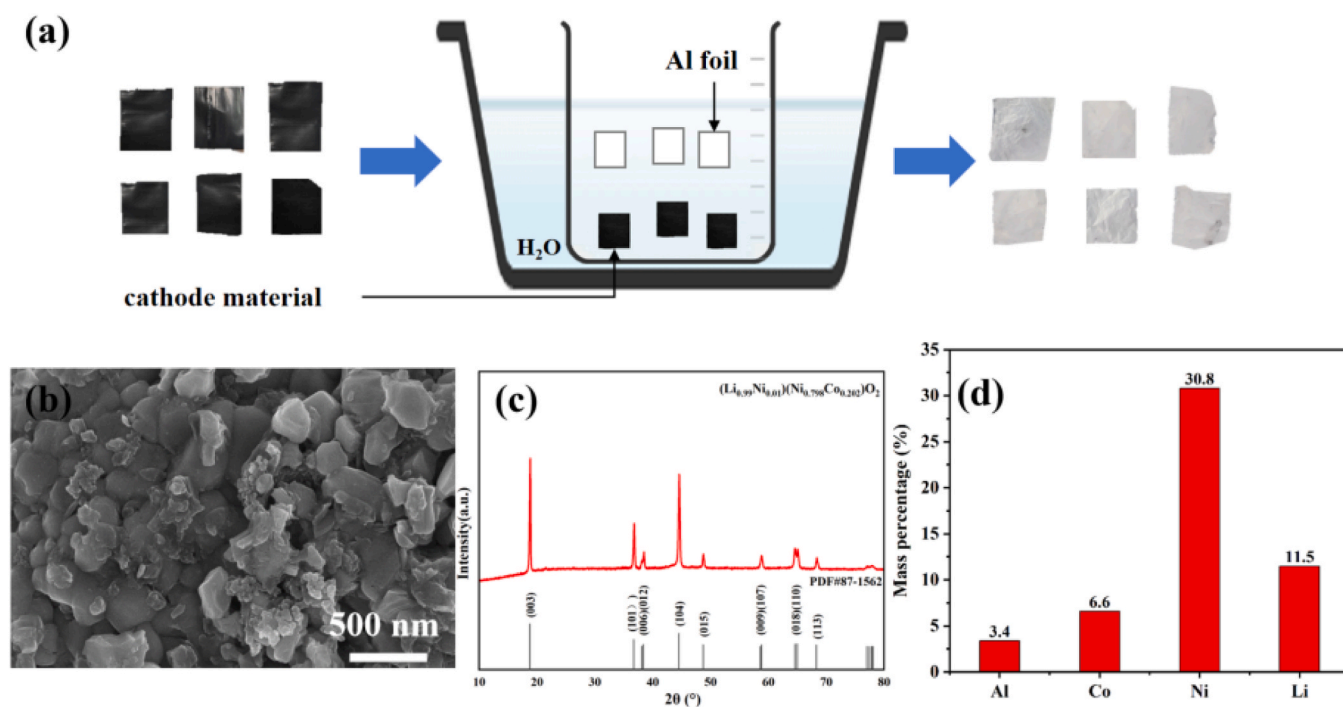 (a)
Al foil
H₂O
cathode material
(b)
500 nm
(c)
(Li₀.₉₉Ni₀.₀₁)(Ni₀.₇₉₈Co₀.₂₀₂)O₂
Intensity(a.u.)
PDF#87-1562
(003)
(101) )
(006)(012)
(104)
(015)
(009)(107)
(018)(110)
(113)
10 20 30 40 50 60 70 80
2θ (°)
(d)
Mass percentage (%)
35
30
25
20
15
10
5
0
3.4
6.6
30.8
11.5
Al Co Ni Li